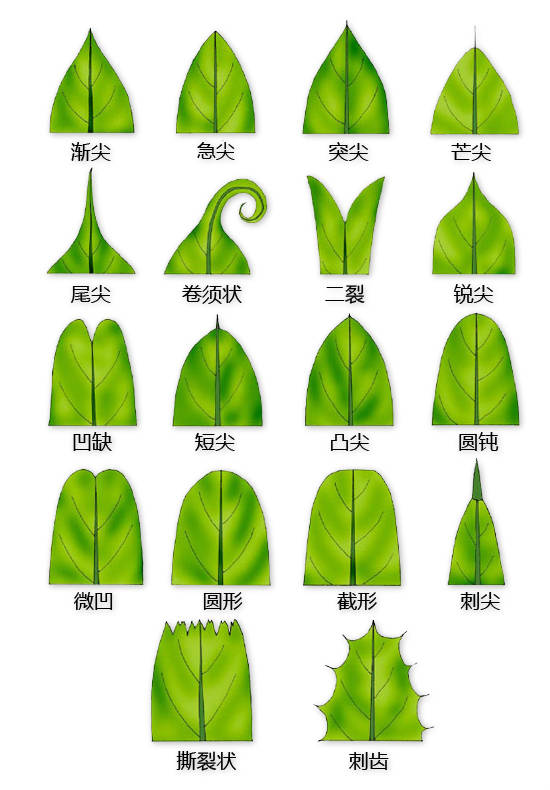 渐尖 急尖 突尖 芒尖
尾尖 卷须状 二裂 锐尖
凹缺 短尖 凸尖 圆钝
微凹 圆形 截形 刺尖
撕裂状 刺齿